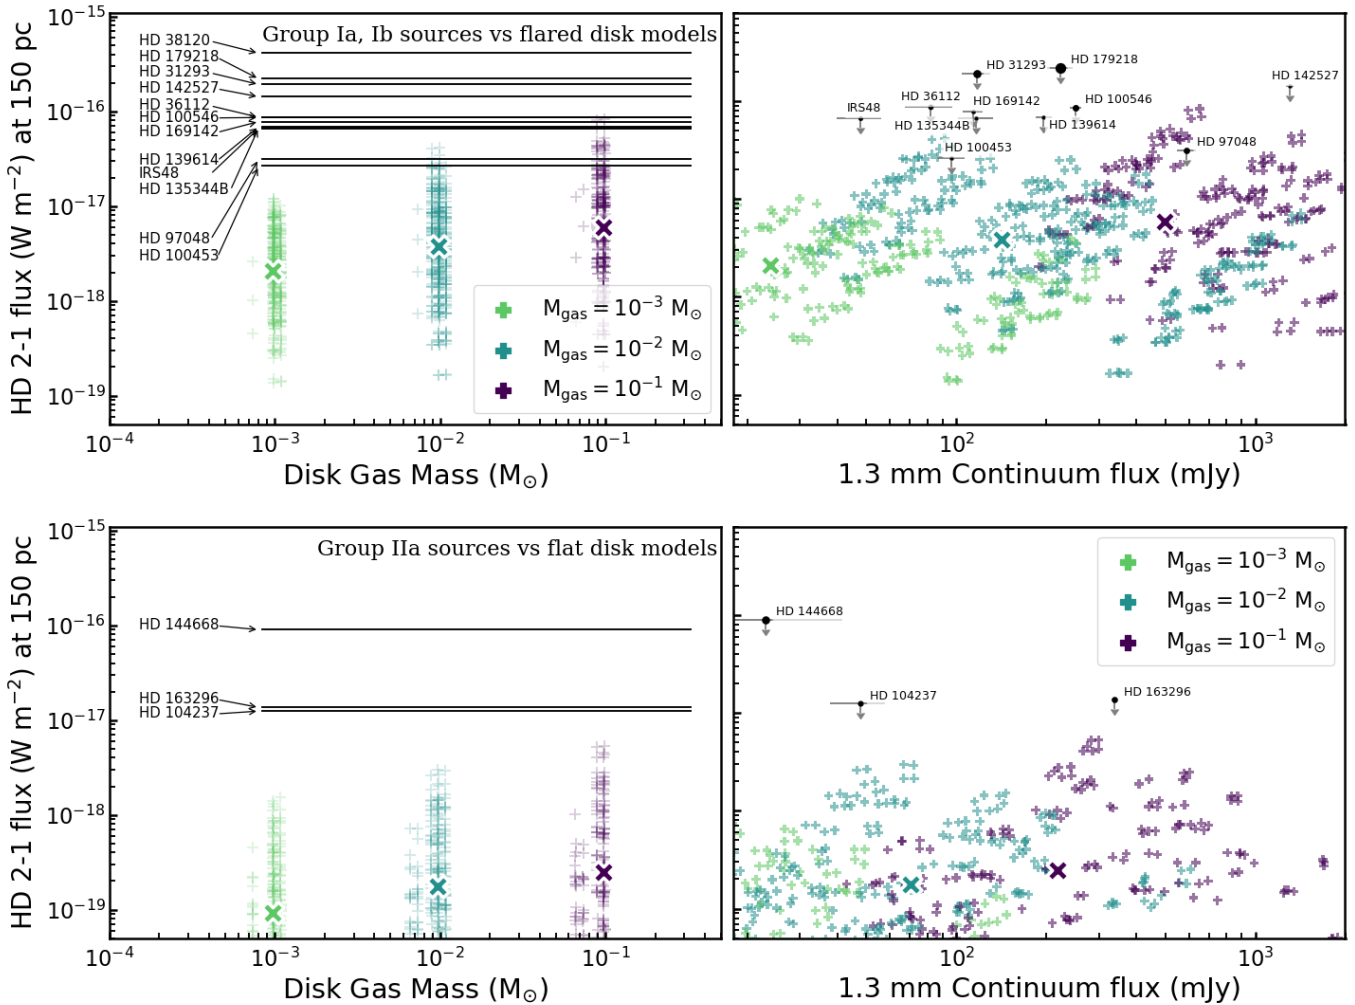 Group Ia, Ib sources vs flared disk models
HD 2-1 flux (W m⁻²) at 150 pc
10⁻¹⁵
10⁻¹⁶
10⁻¹⁷
10⁻¹⁸
10⁻¹⁹
HD 38120
HD 179218
HD 31293
HD 142527
HD 36112
HD 100546
HD 169142
HD 139614
IRS48
HD 135344B
HD 97048
HD 100453
M_gas = 10⁻³ M_⊙
M_gas = 10⁻² M_⊙
M_gas = 10⁻¹ M_⊙
10⁻⁴ 10⁻³ 10⁻² 10⁻¹
Disk Gas Mass (M_⊙)
HD 31293
HD 179218
HD 142527
IRS48
HD 36112
HD 169142
HD 100546
HD 135344B
HD 139614
HD 100453
HD 97048
10² 10³
1.3 mm Continuum flux (mJy)
Group IIa sources vs flat disk models
HD 2-1 flux (W m⁻²) at 150 pc
10⁻¹⁵
10⁻¹⁶
10⁻¹⁷
10⁻¹⁸
10⁻¹⁹
HD 144668
HD 163296
HD 104237
10⁻⁴ 10⁻³ 10⁻² 10⁻¹
Disk Gas Mass (M_⊙)
M_gas = 10⁻³ M_⊙
M_gas = 10⁻² M_⊙
M_gas = 10⁻¹ M_⊙
HD 144668
HD 104237
HD 163296
10² 10³
1.3 mm Continuum flux (mJy)